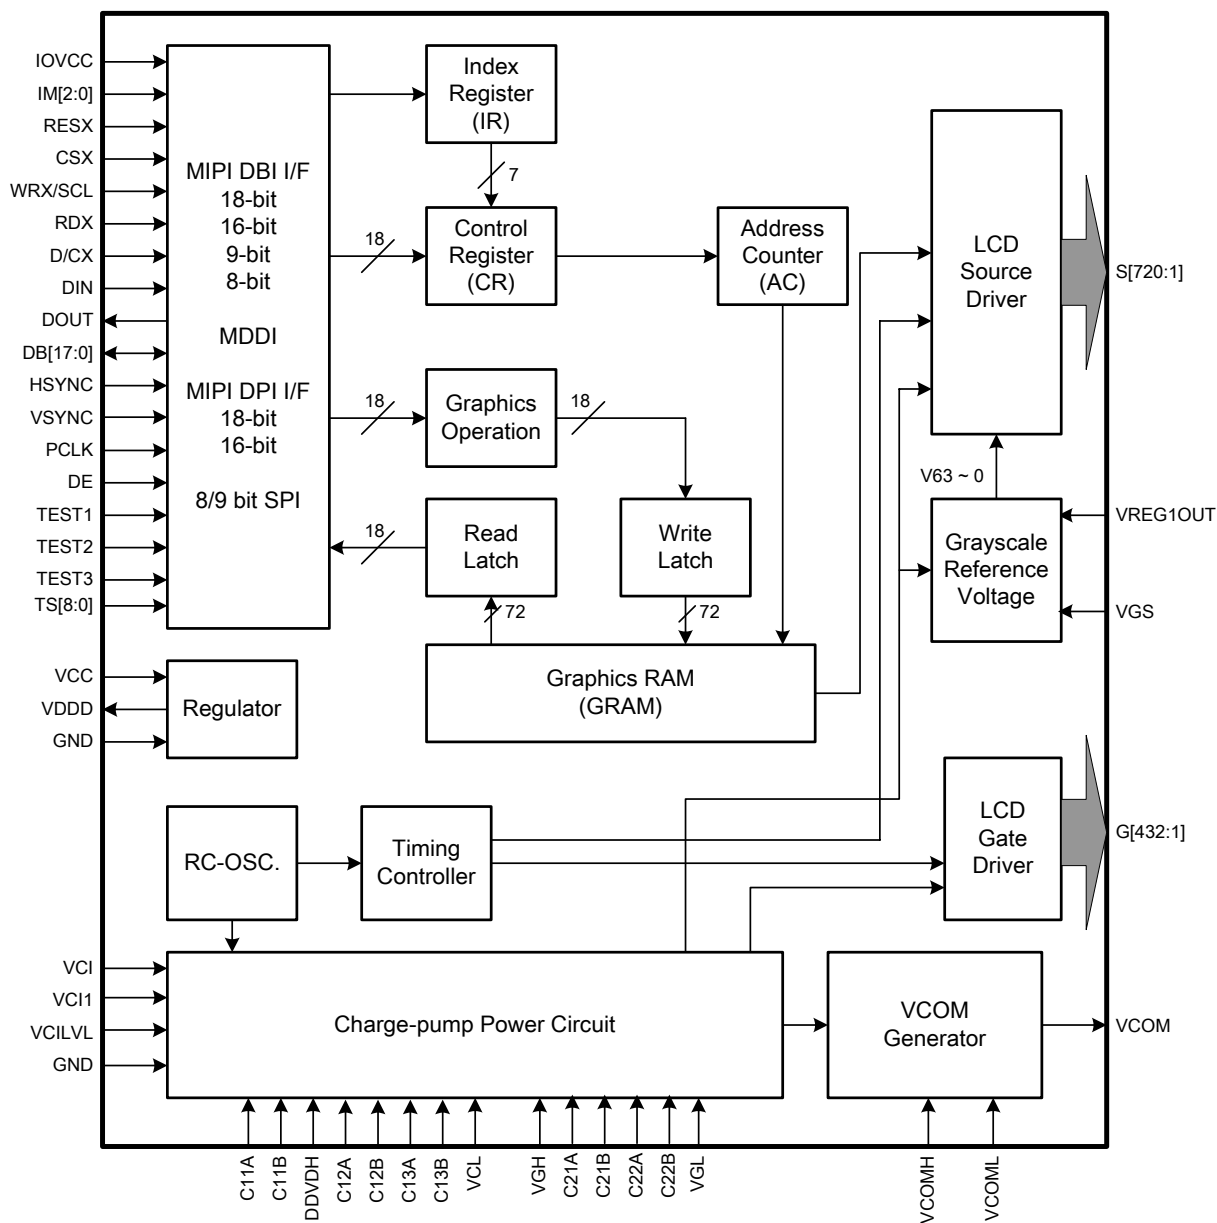 IOVCC
IM[2:0]
RESX
CSX
WRX/SCL
RDX
D/CX
DIN
DOUT
DB[17:0]
HSYNC
VSYNC
PCLK
DE
TEST1
TEST2
TEST3
TS[8:0]
VCC
VDDD
GND
VCI
VCI1
VCILVL
GND
MIPI DBI I/F
18-bit
16-bit
9-bit
8-bit
MDDI
MIPI DPI I/F
18-bit
16-bit
8/9 bit SPI
Index
Register
(IR)
7
18
Control
Register
(CR)
Address
Counter
(AC)
18
Graphics
Operation
18
18
Read
Latch
Write
Latch
72
72
Graphics RAM
(GRAM)
LCD
Source
Driver
S[720:1]
V63 ~ 0
Grayscale
Reference
Voltage
VREG1OUT
VGS
Regulator
RC-OSC.
Timing
Controller
LCD
Gate
Driver
G[432:1]
Charge-pump Power Circuit
VCOM
Generator
VCOM
C11A
C11B
DDVDH
C12A
C12B
C13A
C13B
VCL
VGH
C21A
C21B
C22A
C22B
VGL
VCOMH
VCOML